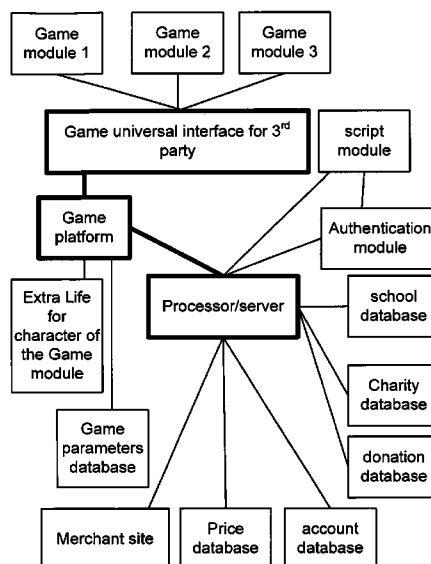 Game
module 1
Game
module 2
Game
module 3
Game universal interface for 3rd
party
script
module
Game
platform
Authentication
module
Extra Life
for
character of
the Game
module
Processor/server
school
database
Charity
database
Game
parameters
database
donation
database
Merchant site
Price
database
account
database